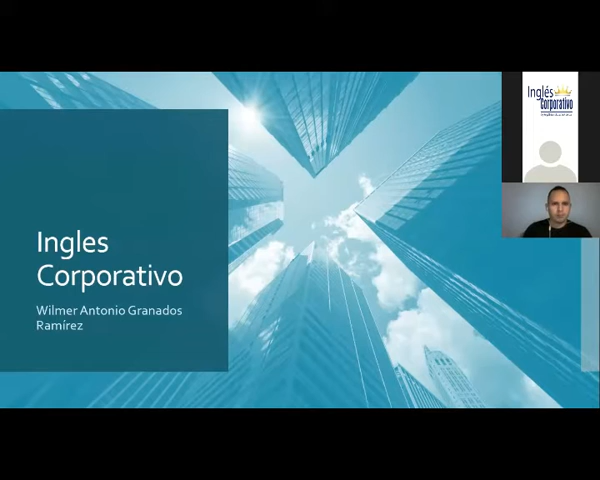 Ingles
Corporativo
Wilmer Antonio Granados
Ramírez
Inglés
Corporativo